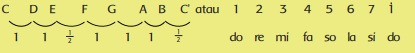 C D E F G A B C' atau 1 2 3 4 5 6 7 i
1 1 ½ 1 1 1 ½ do re mi fa so la si do